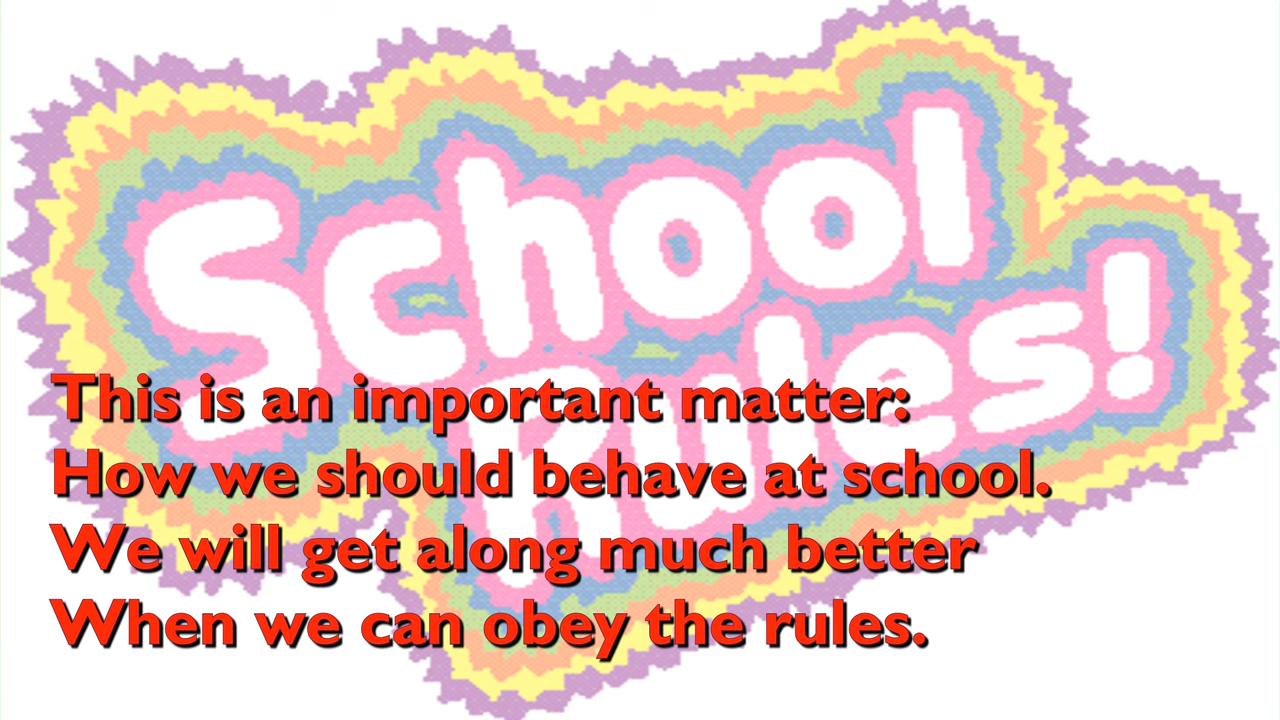 School
Rules!
This is an important matter:
How we should behave at school.
We will get along much better
When we can obey the rules.